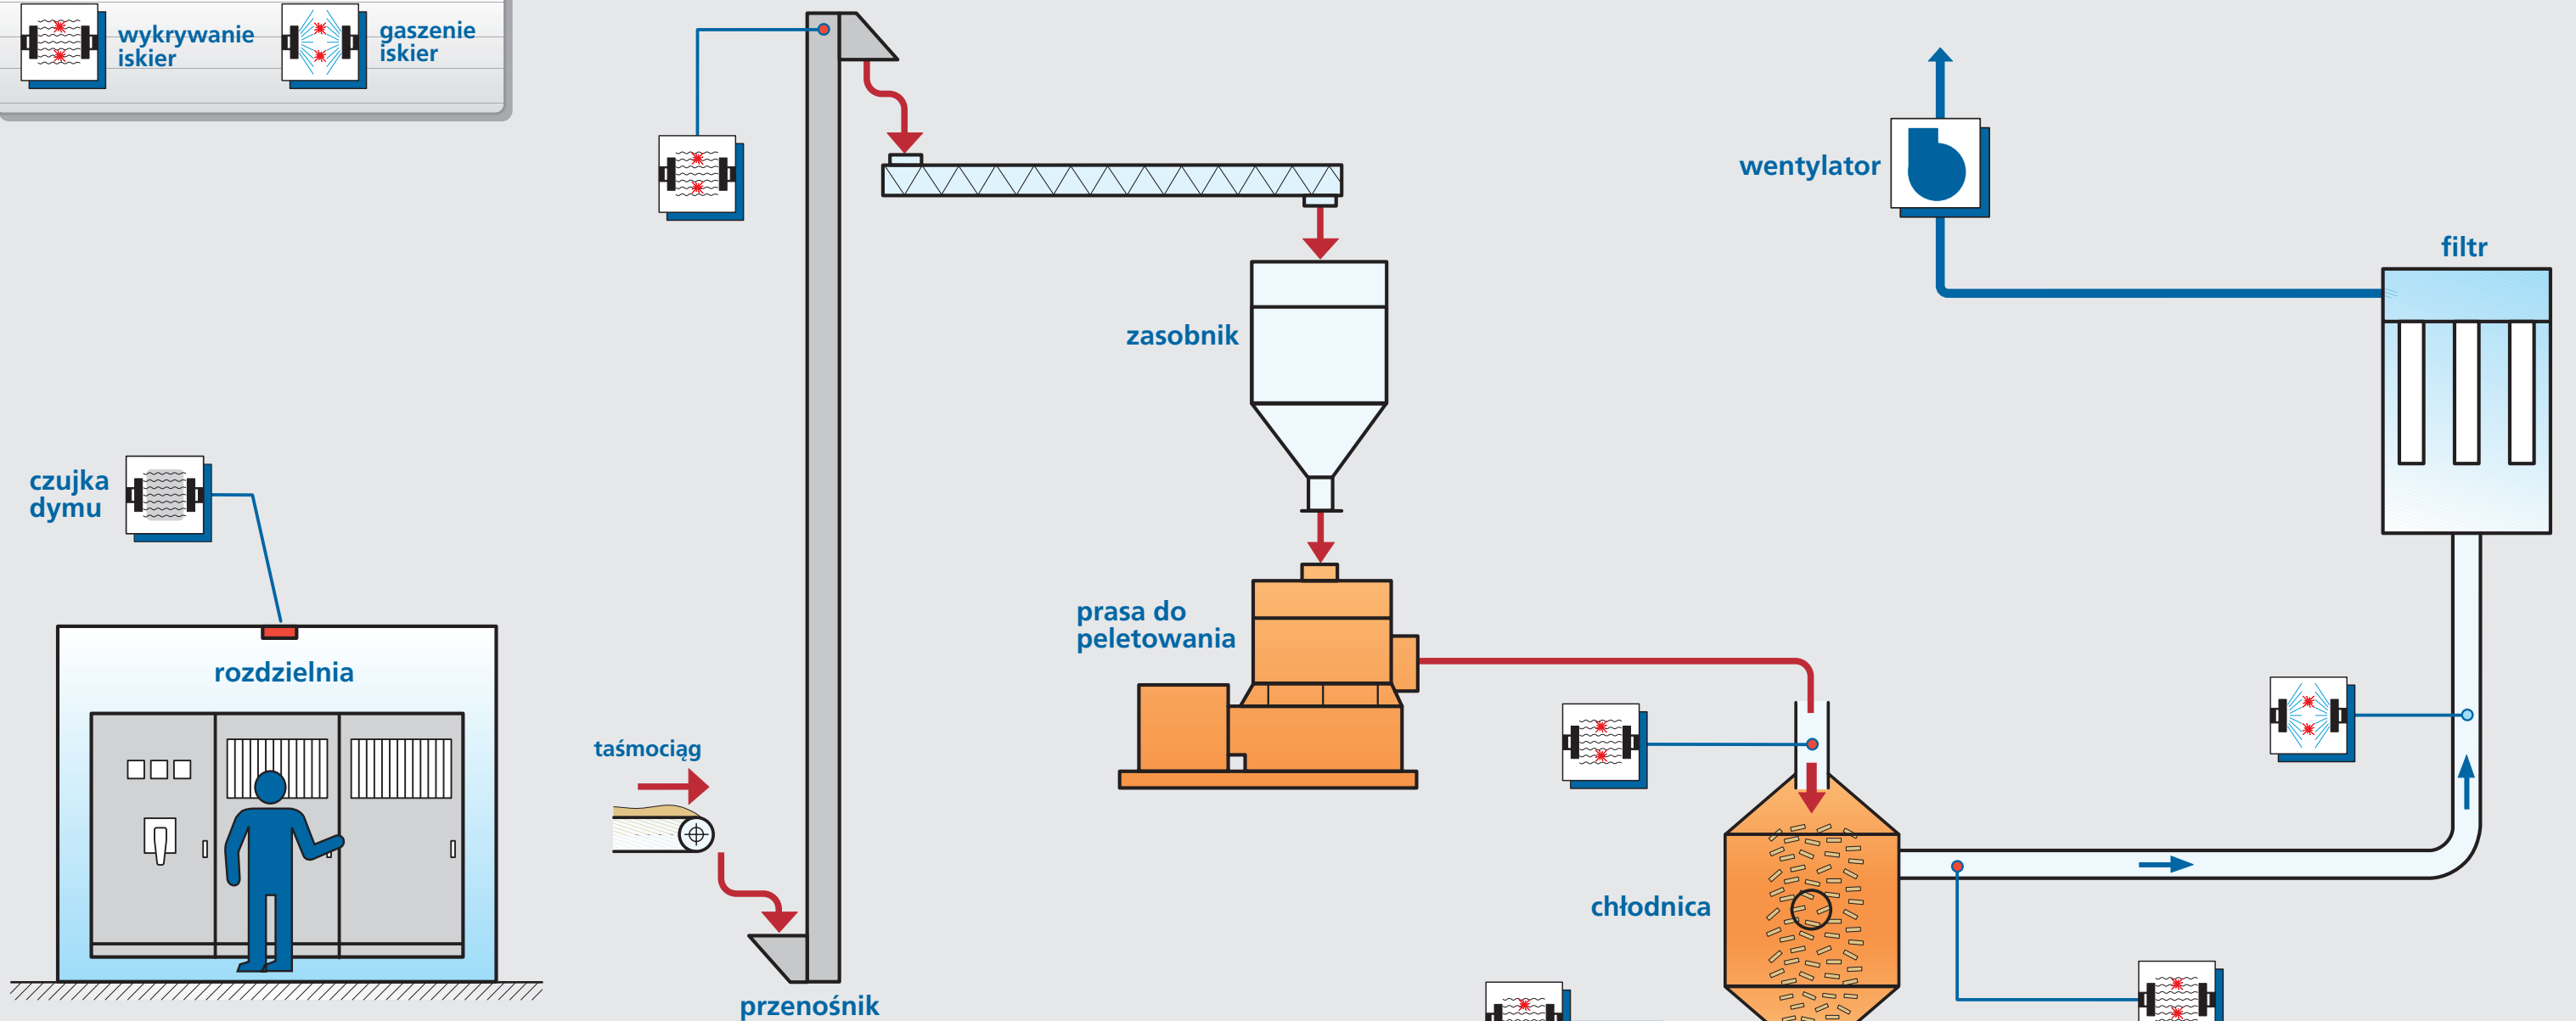 wykrywanie
iskier
gaszenie
iskier
wentylator
filtr
zasobnik
czujka
dymu
prasa do
peletowania
rozdzielnia
taśmociąg
chłodnica
przenośnik